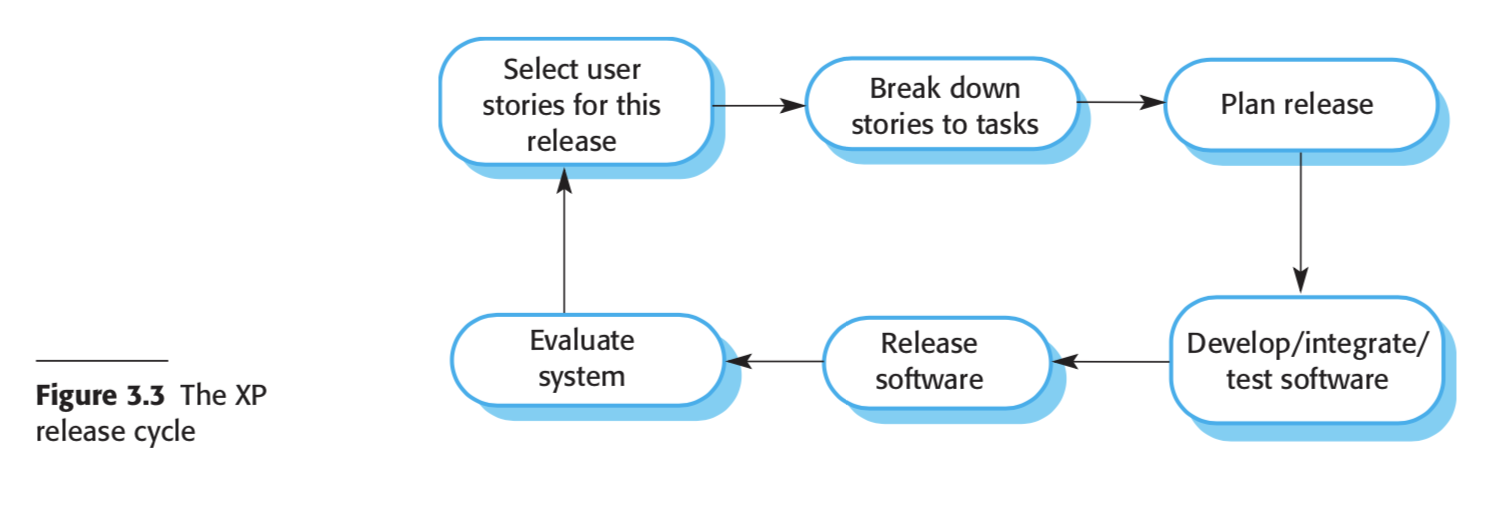 Select user
stories for this
release
Break down
stories to tasks
Plan release
Develop/integrate/
test software
Release
software
Evaluate
system
Figure 3.3 The XP
release cycle